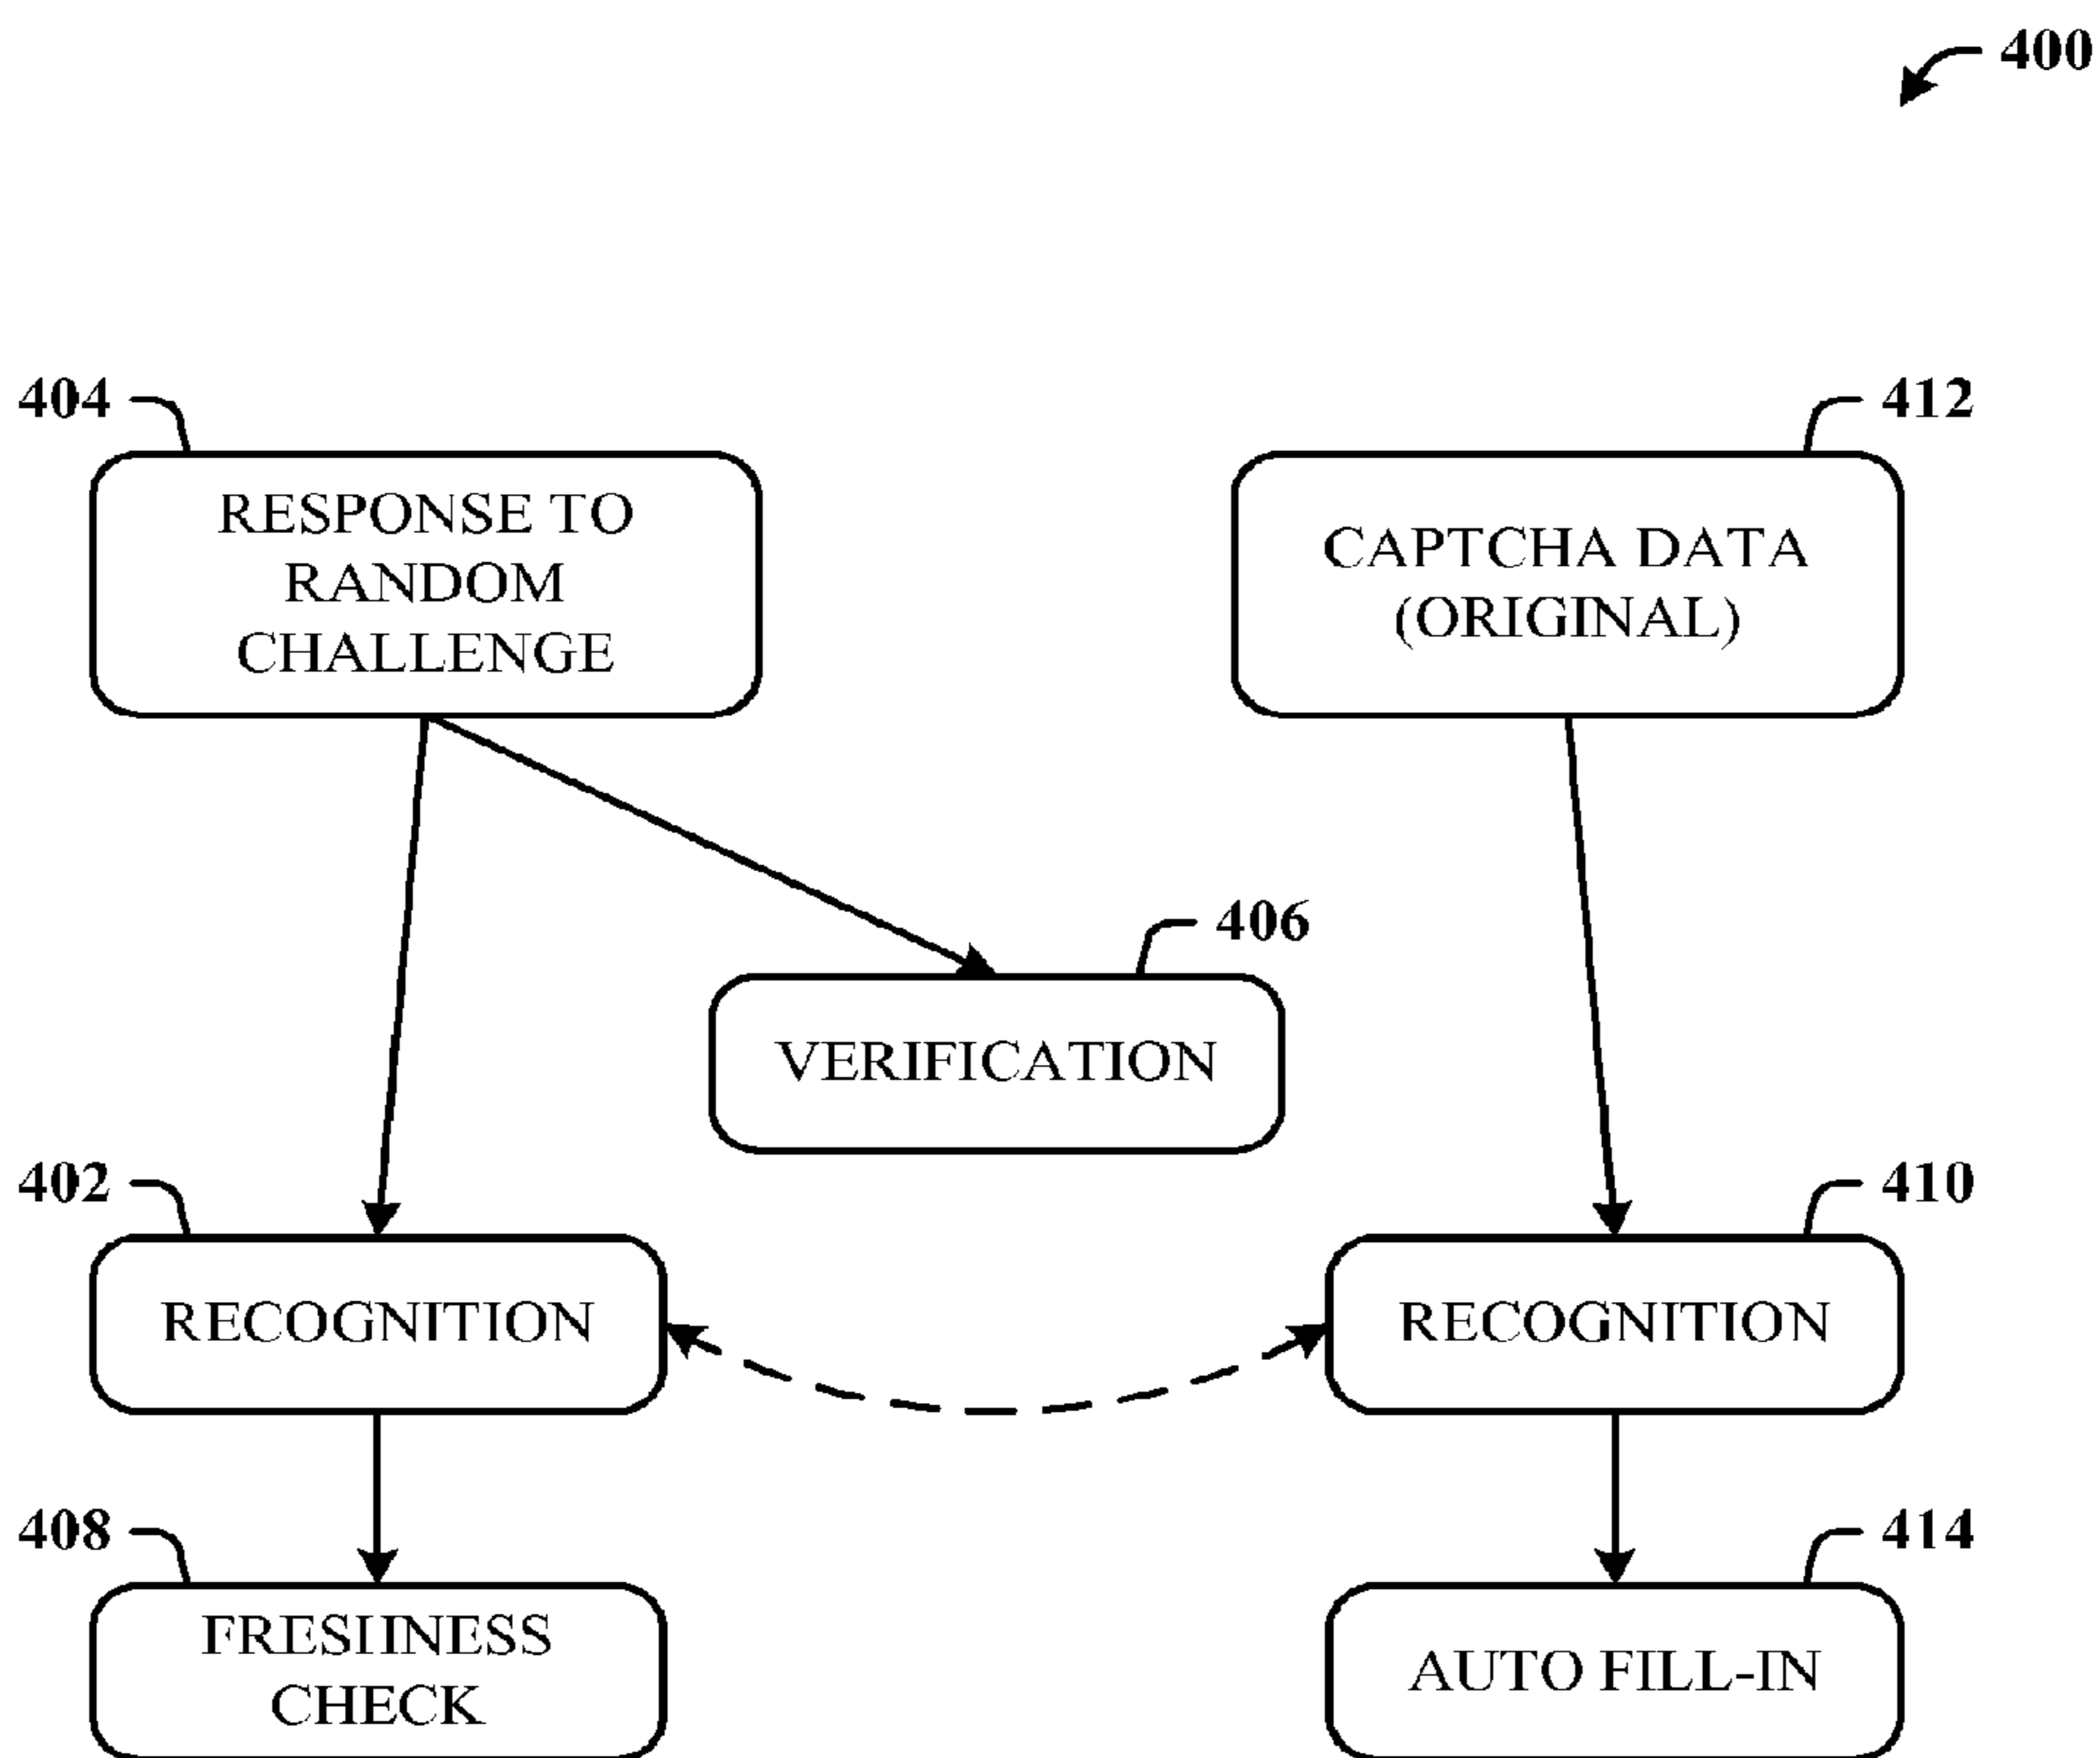 400
404
412
RESPONSE TO
RANDOM
CHALLENGE
CAPTCHA DATA
(ORIGINAL)
406
VERIFICATION
402
410
RECOGNITION
RECOGNITION
408
414
FRESHNESS
CHECK
AUTO FILL-IN